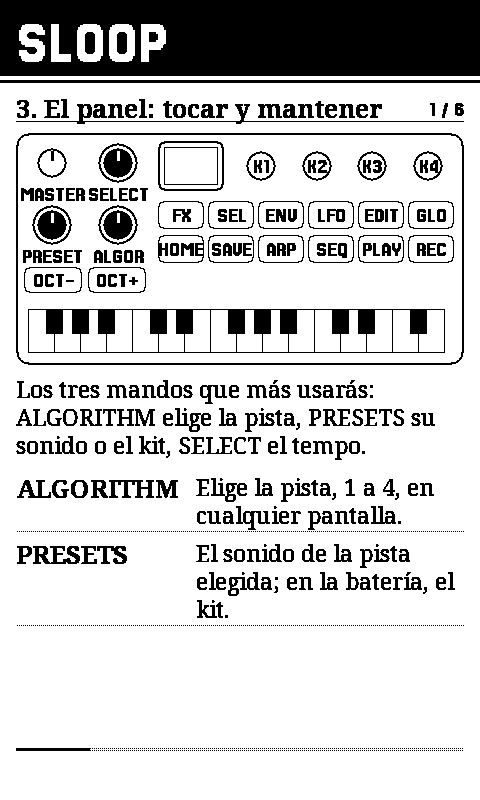 SLOOP
3. El panel: tocar y mantener 1 / 6
K1 K2 K3 K4
MASTER SELECT
FX SEL ENV LFO EDIT GLO
PRESET ALGOR
HOME SAVE ARP SEQ PLAY REC
OCT- OCT+
Los tres mandos que más usarás:
ALGORITHM elige la pista, PRESETS su
sonido o el kit, SELECT el tempo.
ALGORITHM Elige la pista, 1 a 4, en
cualquier pantalla.
PRESETS El sonido de la pista
elegida; en la batería, el
kit.